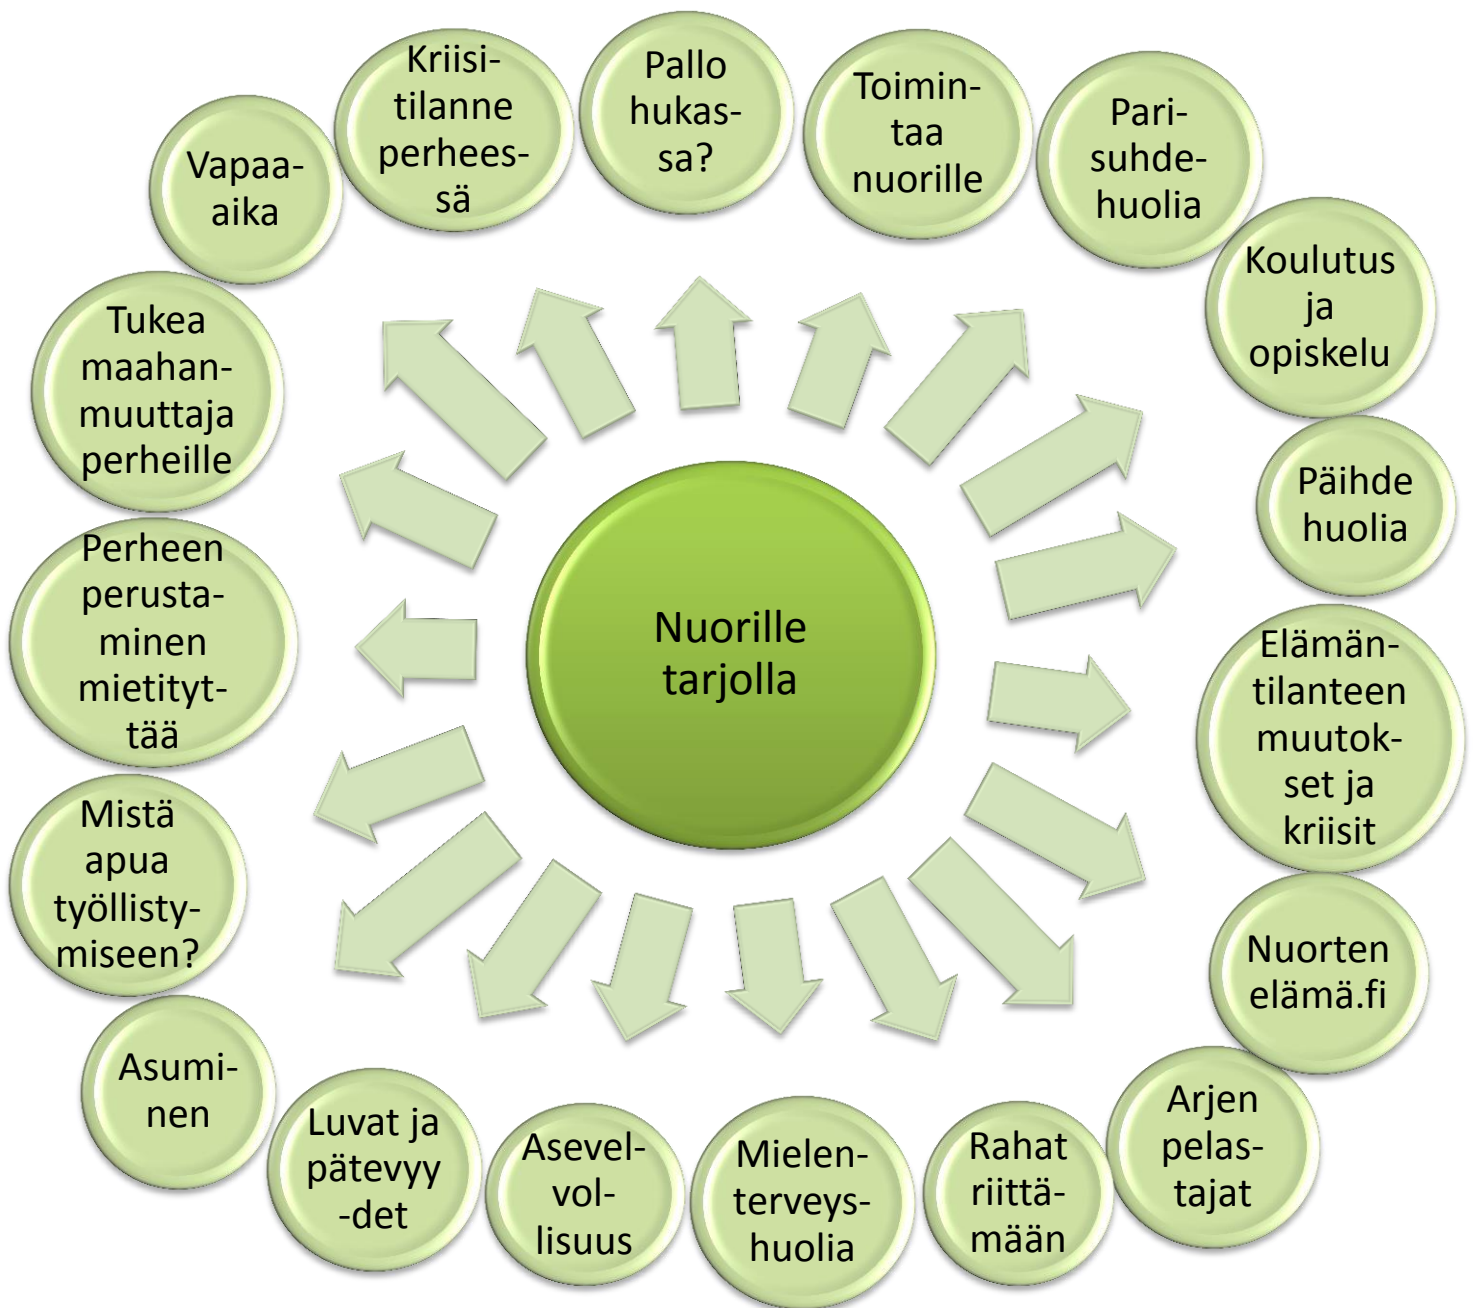 Kriisi-
tilanne
perhees-
sä
Pallo
hukas-
sa?
Toimin-
taa
nuorille
Pari-
suhde-
huolia
Koulutus
ja
opiskelu
Päihde
huolia
Elämän-
tilanteen
muutok-
set ja
kriisit
Nuorten
elämä.fi
Arjen
pelas-
tajat
Rahat
riittä-
mään
Mielen-
terveys-
huolia
Asevel-
vol-
lisuus
Luvat ja
pätevyy
-det
Asumi-
nen
Mistä
apua
työllisty-
miseen?
Perheen
perusta-
minen
mietityt-
tää
Tukea
maahan-
muuttaja
perheille
Vapaa-
aika
Nuorille
tarjolla